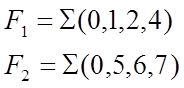 F₁ = Σ(0,1,2,4)
F₂ = Σ(0,5,6,7)